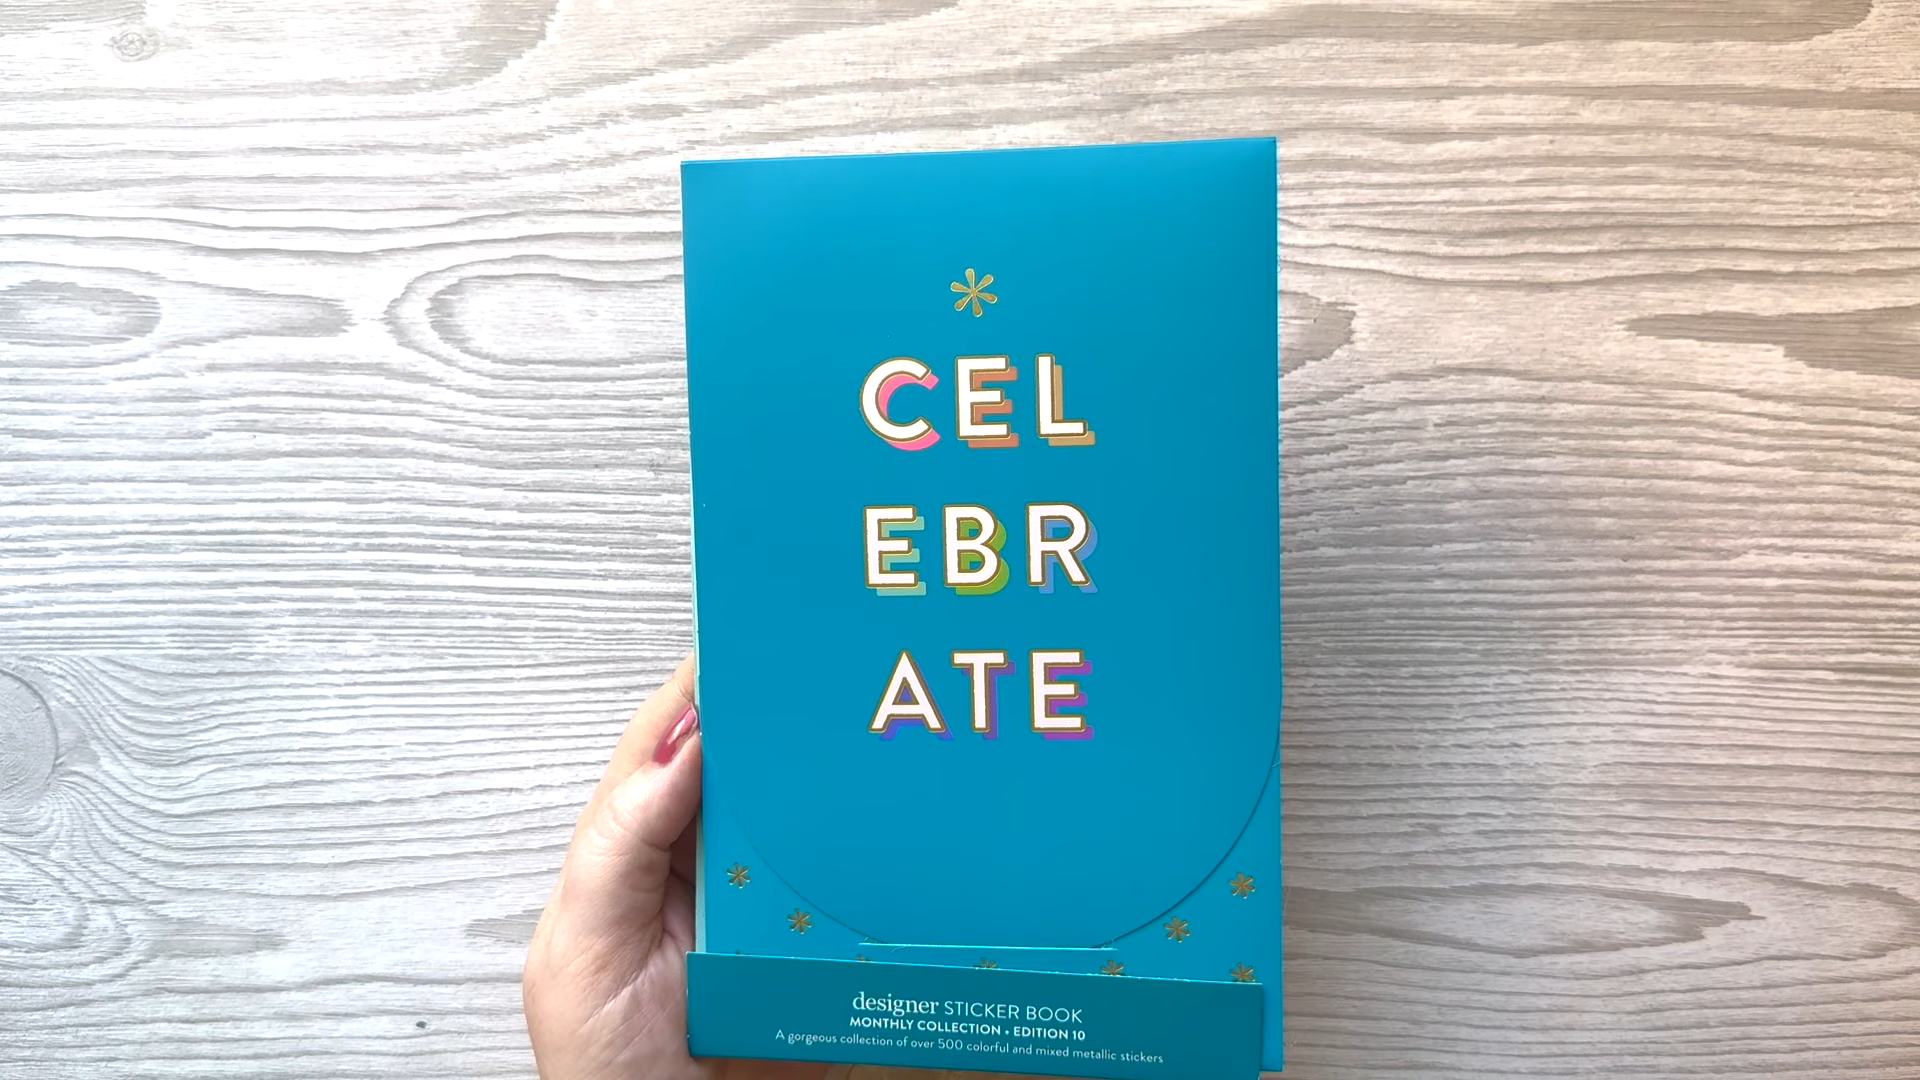 CEL
EBR
ATE
designer STICKER BOOK
MONTHLY COLLECTION • EDITION 10
A gorgeous collection of over 500 colorful and mixed metallic stickers